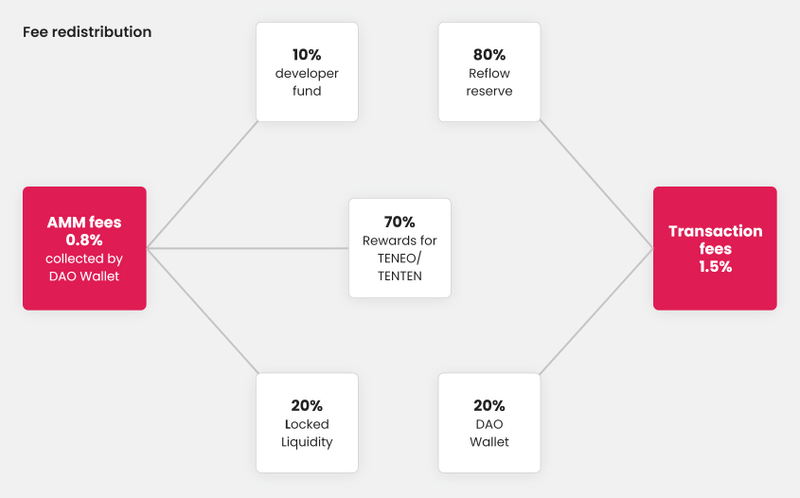 Fee redistribution
10%
developer
fund
80%
Reflow
reserve
AMM fees
0.8%
collected by
DAO Wallet
70%
Rewards for
TENEO/
TENTEN
Transaction
fees
1.5%
20%
Locked
Liquidity
20%
DAO
Wallet